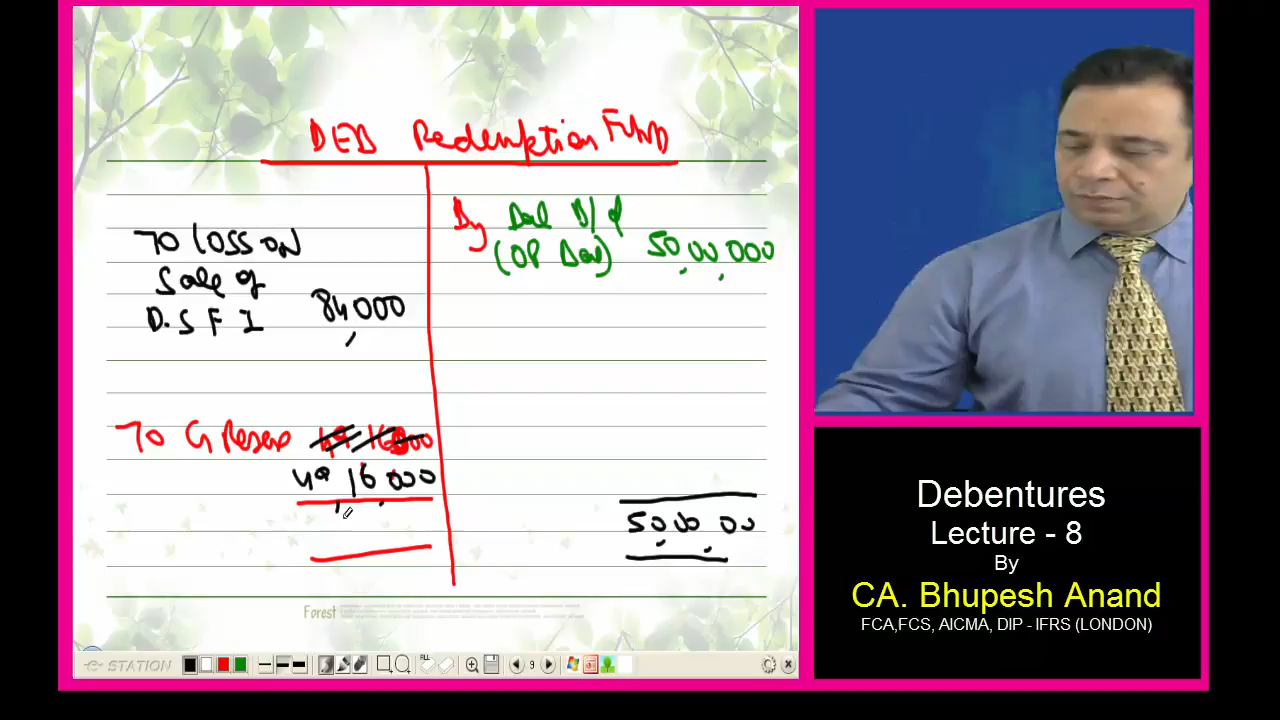 DEB Redemption Fund
To loss on
Sale of
D.S F I 84,000
By Bal B/f
(OP Bal) 50,00,000
To G Reserve
49,16,000
50,00,00
Forest
e-STATION
9
Debentures
Lecture - 8
By
CA. Bhupesh Anand
FCA,FCS, AICMA, DIP - IFRS (LONDON)